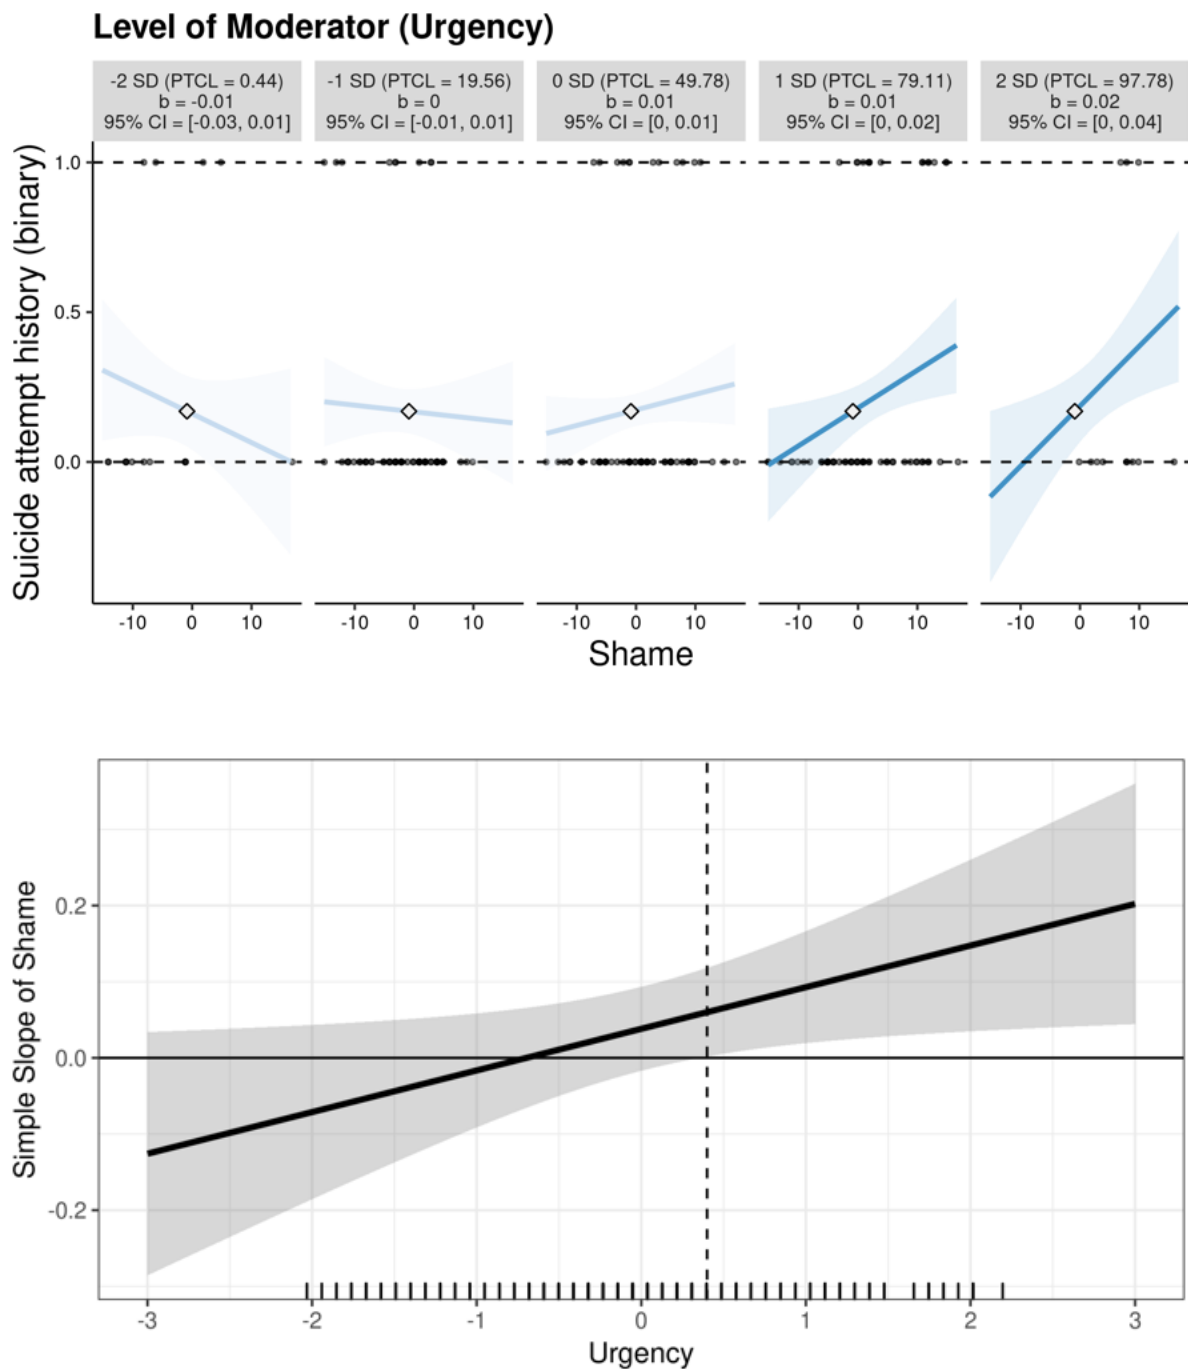 Level of Moderator (Urgency)
-2 SD (PTCL = 0.44)
b = -0.01
95% CI = [-0.03, 0.01]
-1 SD (PTCL = 19.56)
b = 0
95% CI = [-0.01, 0.01]
0 SD (PTCL = 49.78)
b = 0.01
95% CI = [0, 0.01]
1 SD (PTCL = 79.11)
b = 0.01
95% CI = [0, 0.02]
2 SD (PTCL = 97.78)
b = 0.02
95% CI = [0, 0.04]
Suicide attempt history (binary)
1.0
0.5
0.0
-10 0 10 -10 0 10 -10 0 10 -10 0 10 -10 0 10
Shame
Simple Slope of Shame
0.2
0.0
-0.2
-3 -2 -1 0 1 2 3
Urgency